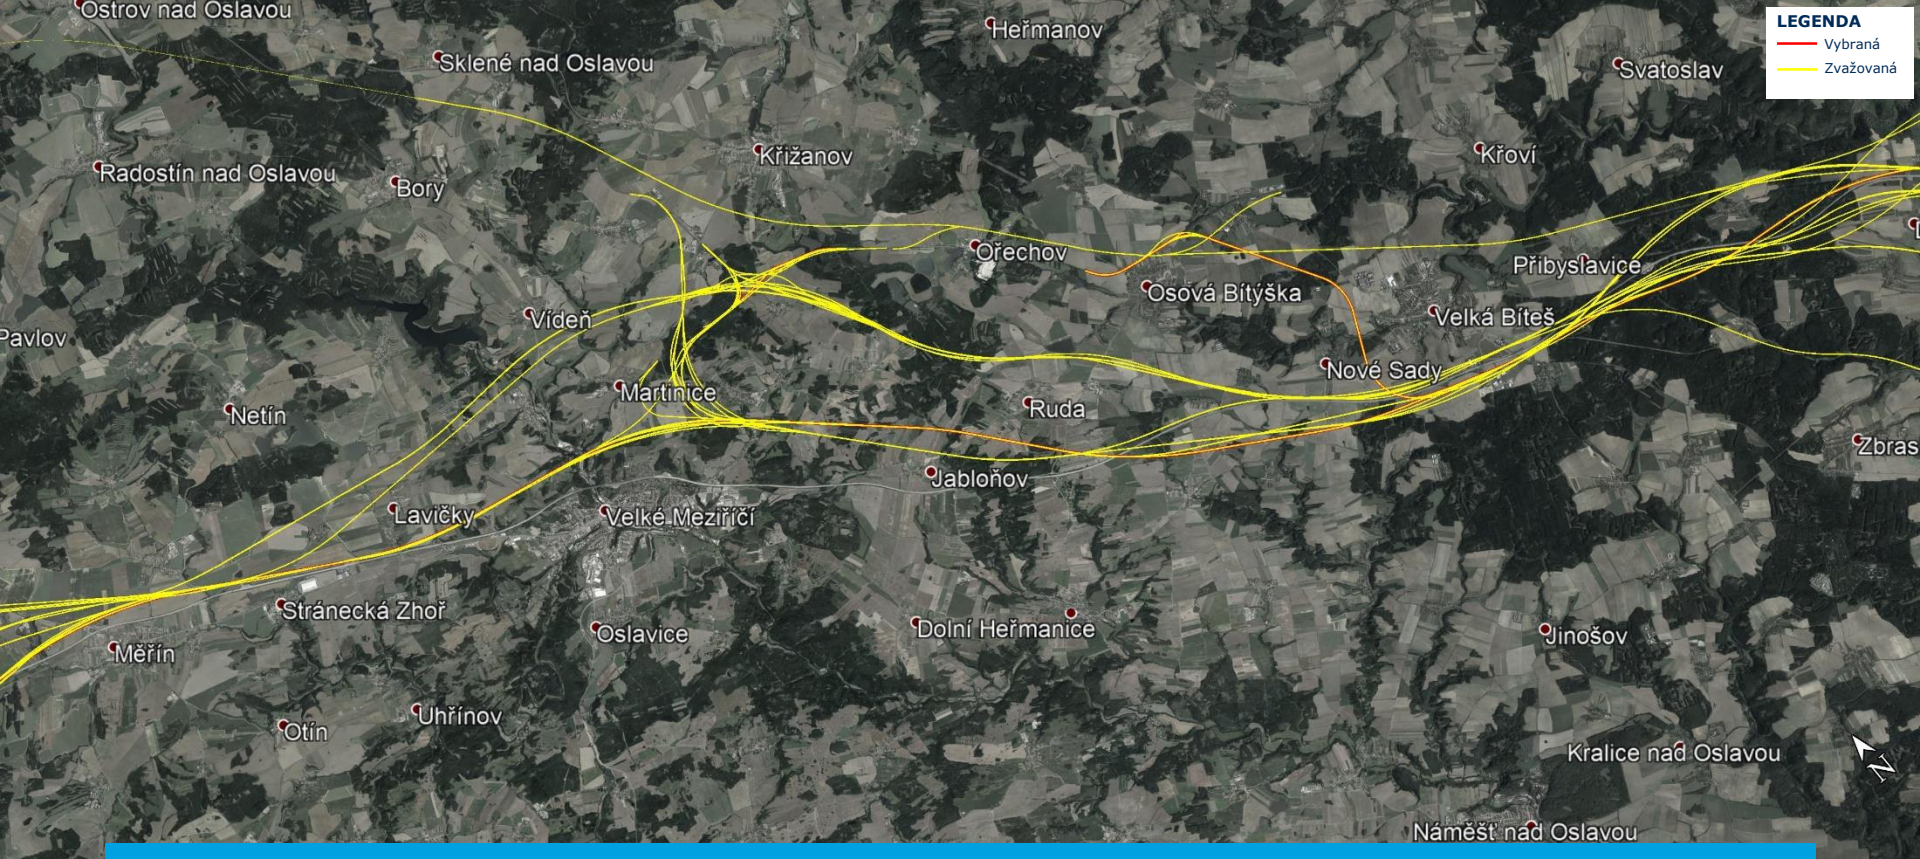 Ostrov nad Oslavou
Heřmanov
LEGENDA
Vybraná
Zvažovaná
Sklené nad Oslavou
Svatoslav
Křižanov
Křoví
Radostín nad Oslavou
Bory
Ořechov
Přibyslavice
Osová Bítýška
Vídeň
Velká Bíteš
Pavlov
Nové Sady
Martinice
Netín
Ruda
Zbras
Jabloňov
Lavičky
Velké Meziříčí
Stránecká Zhoř
Oslavice
Dolní Heřmanice
Jinošov
Měřín
Uhřínov
Otín
Kralice nad Oslavou
N
Náměšť nad Oslavou